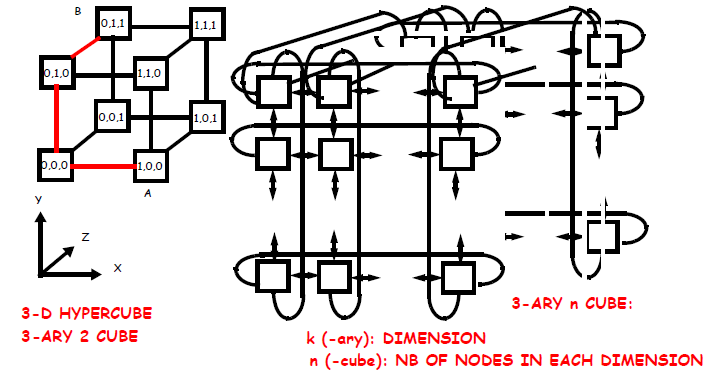 B
0,1,1
1,1,1
0,1,0
1,1,0
0,0,1
1,0,1
0,0,0
1,0,0
A
Y
Z
X
3-D HYPERCUBE
3-ARY 2 CUBE
3-ARY n CUBE:
k (-ary): DIMENSION
n (-cube): NB OF NODES IN EACH DIMENSION